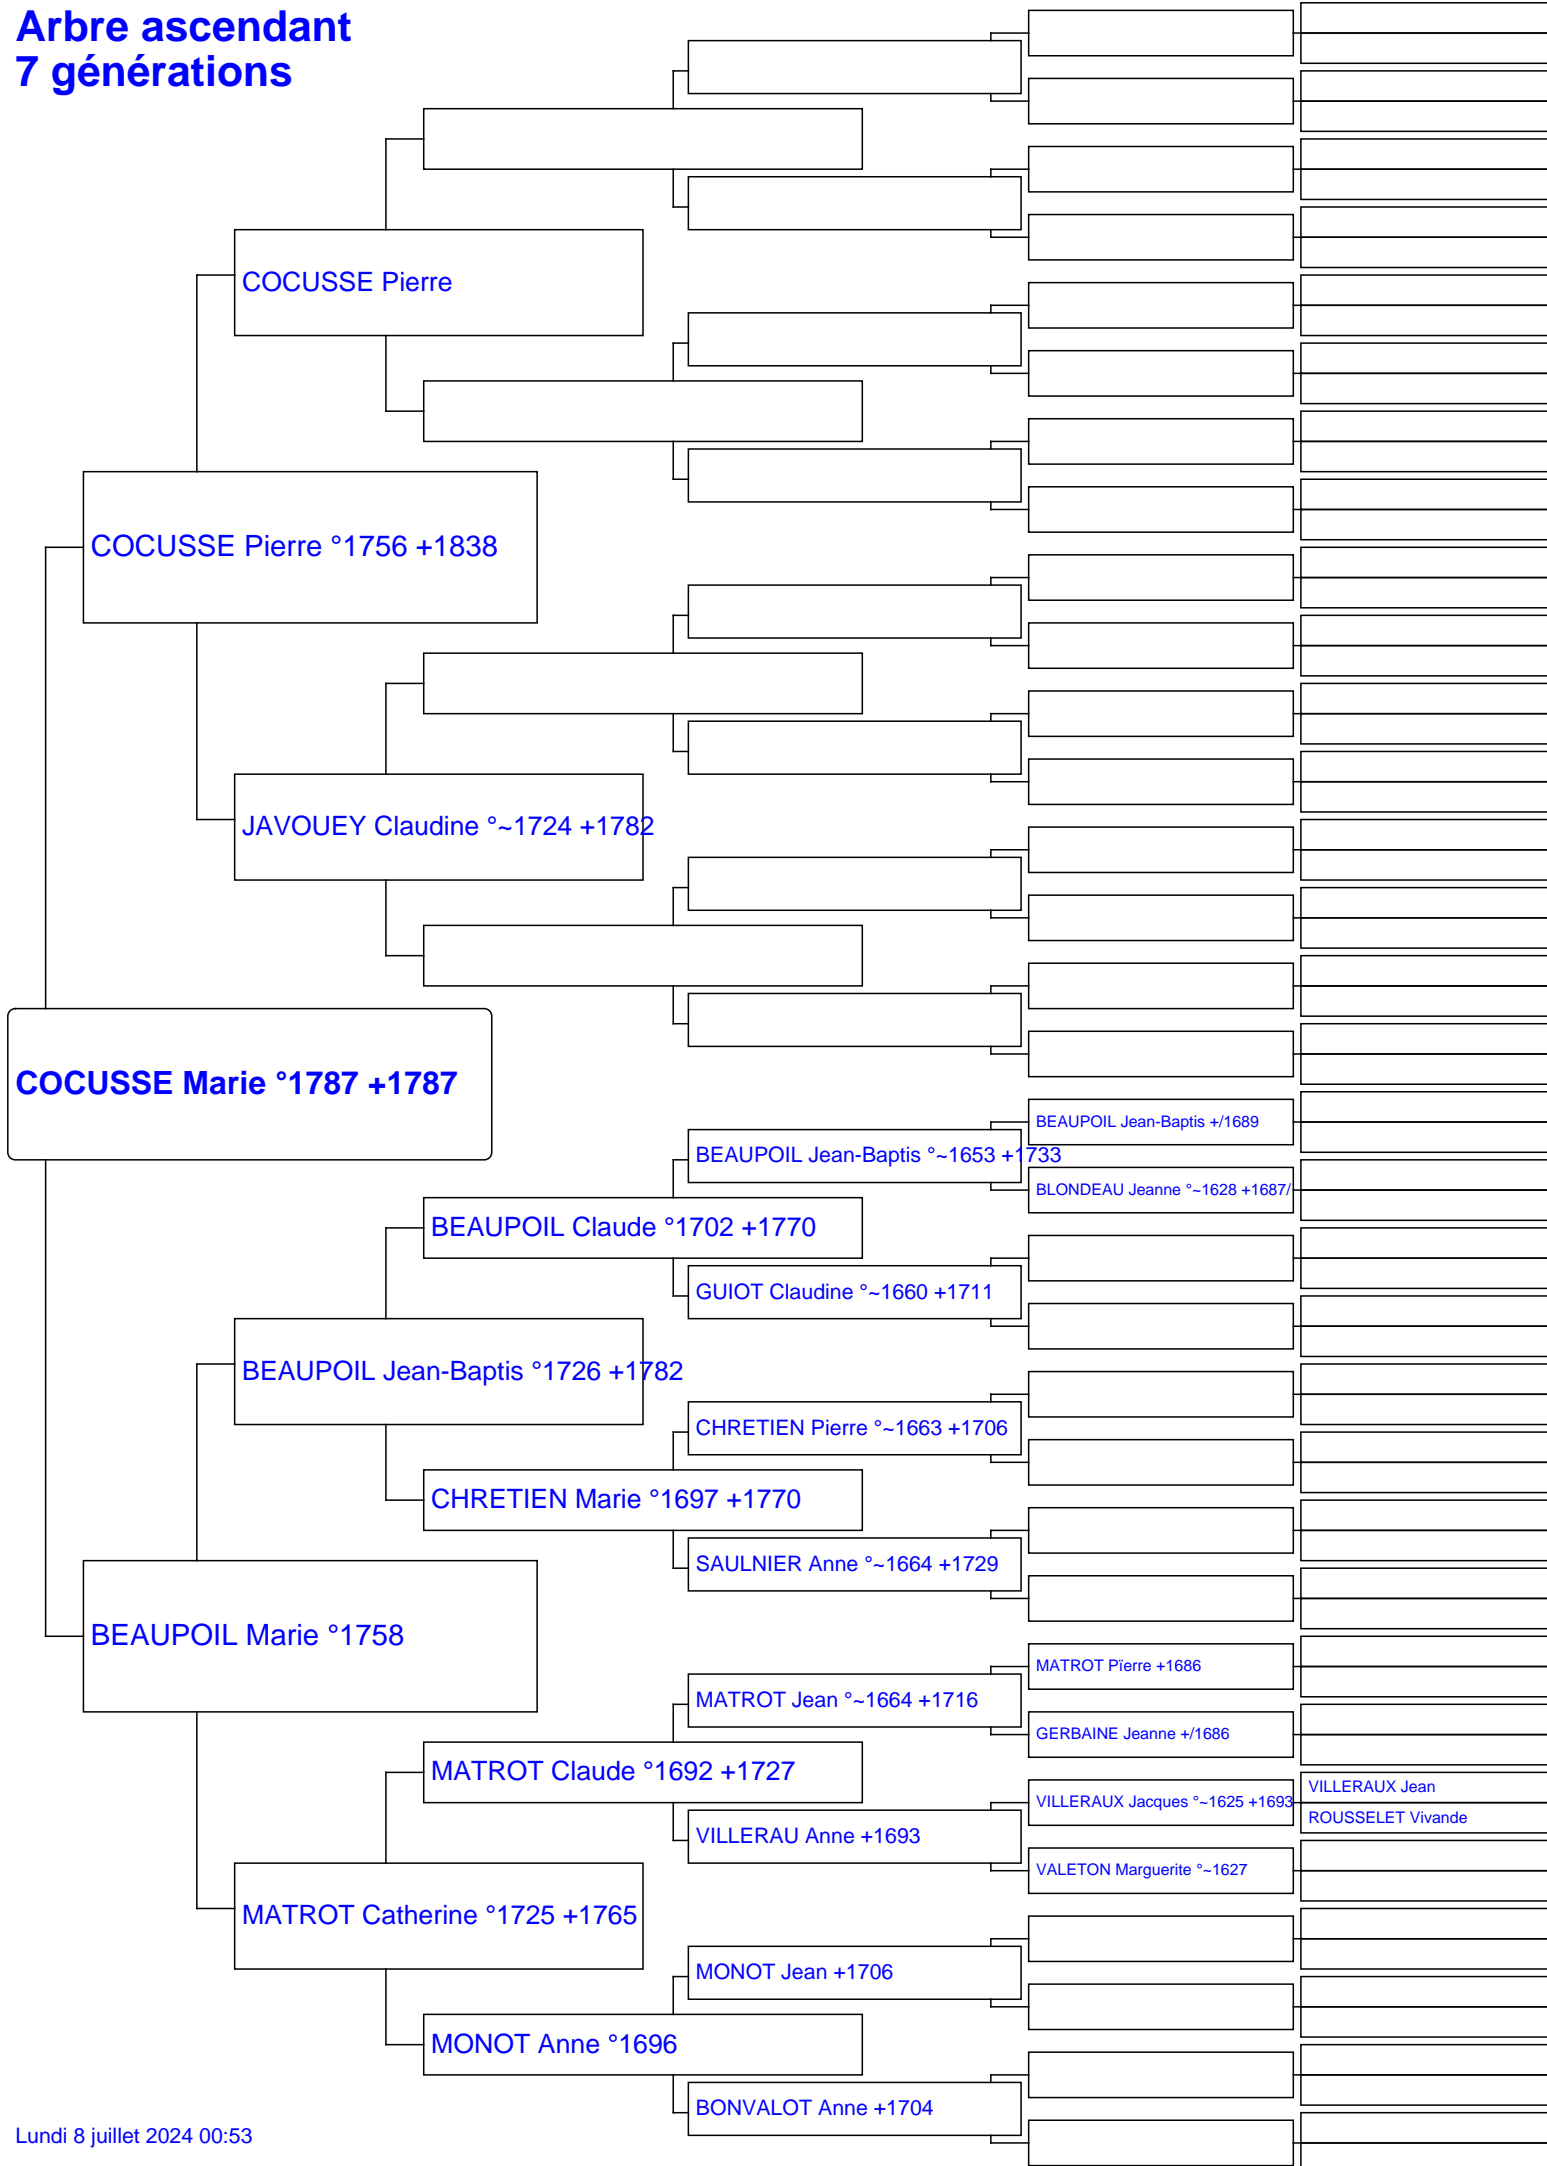 Arbre ascendant
7 générations
COCUSSE Pierre
COCUSSE Pierre °1756 +1838
JAVOUEY Claudine °~1724 +1782
COCUSSE Marie °1787 +1787
BEAUPOIL Jean-Baptis +/1689
BEAUPOIL Jean-Baptis °~1653 +1733
BLONDEAU Jeanne °~1628 +1687/
BEAUPOIL Claude °1702 +1770
GUIOT Claudine °~1660 +1711
BEAUPOIL Jean-Baptis °1726 +1782
CHRETIEN Pierre °~1663 +1706
CHRETIEN Marie °1697 +1770
SAULNIER Anne °~1664 +1729
BEAUPOIL Marie °1758
MATROT Pïerre +1686
MATROT Jean °~1664 +1716
GERBAINE Jeanne +/1686
MATROT Claude °1692 +1727
VILLERAUX Jean
VILLERAUX Jacques °~1625 +1693
ROUSSELET Vivande
VILLERAU Anne +1693
VALETON Marguerite °~1627
MATROT Catherine °1725 +1765
MONOT Jean +1706
MONOT Anne °1696
BONVALOT Anne +1704
Lundi 8 juillet 2024 00:53